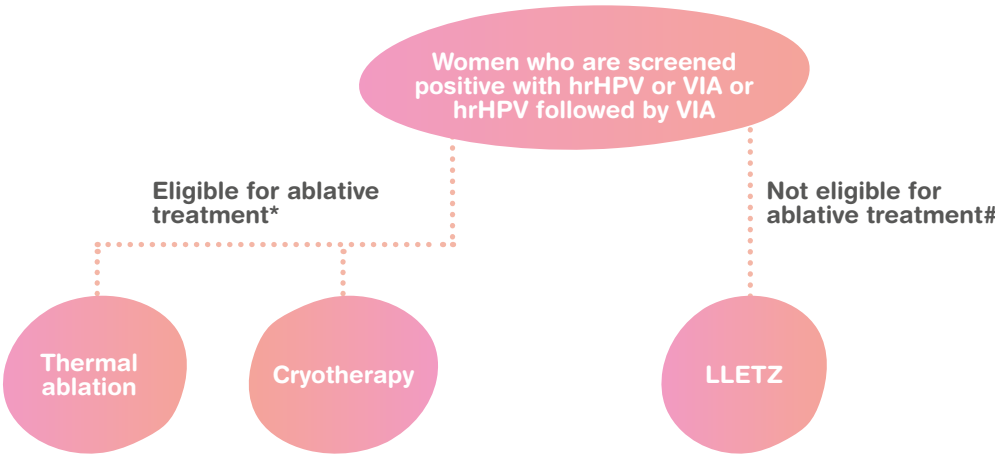 Women who are screened
positive with hrHPV or VIA or
hrHPV followed by VIA
Eligible for ablative
treatment*
Not eligible for
ablative treatment#
Thermal
ablation
Cryotherapy
LLETZ